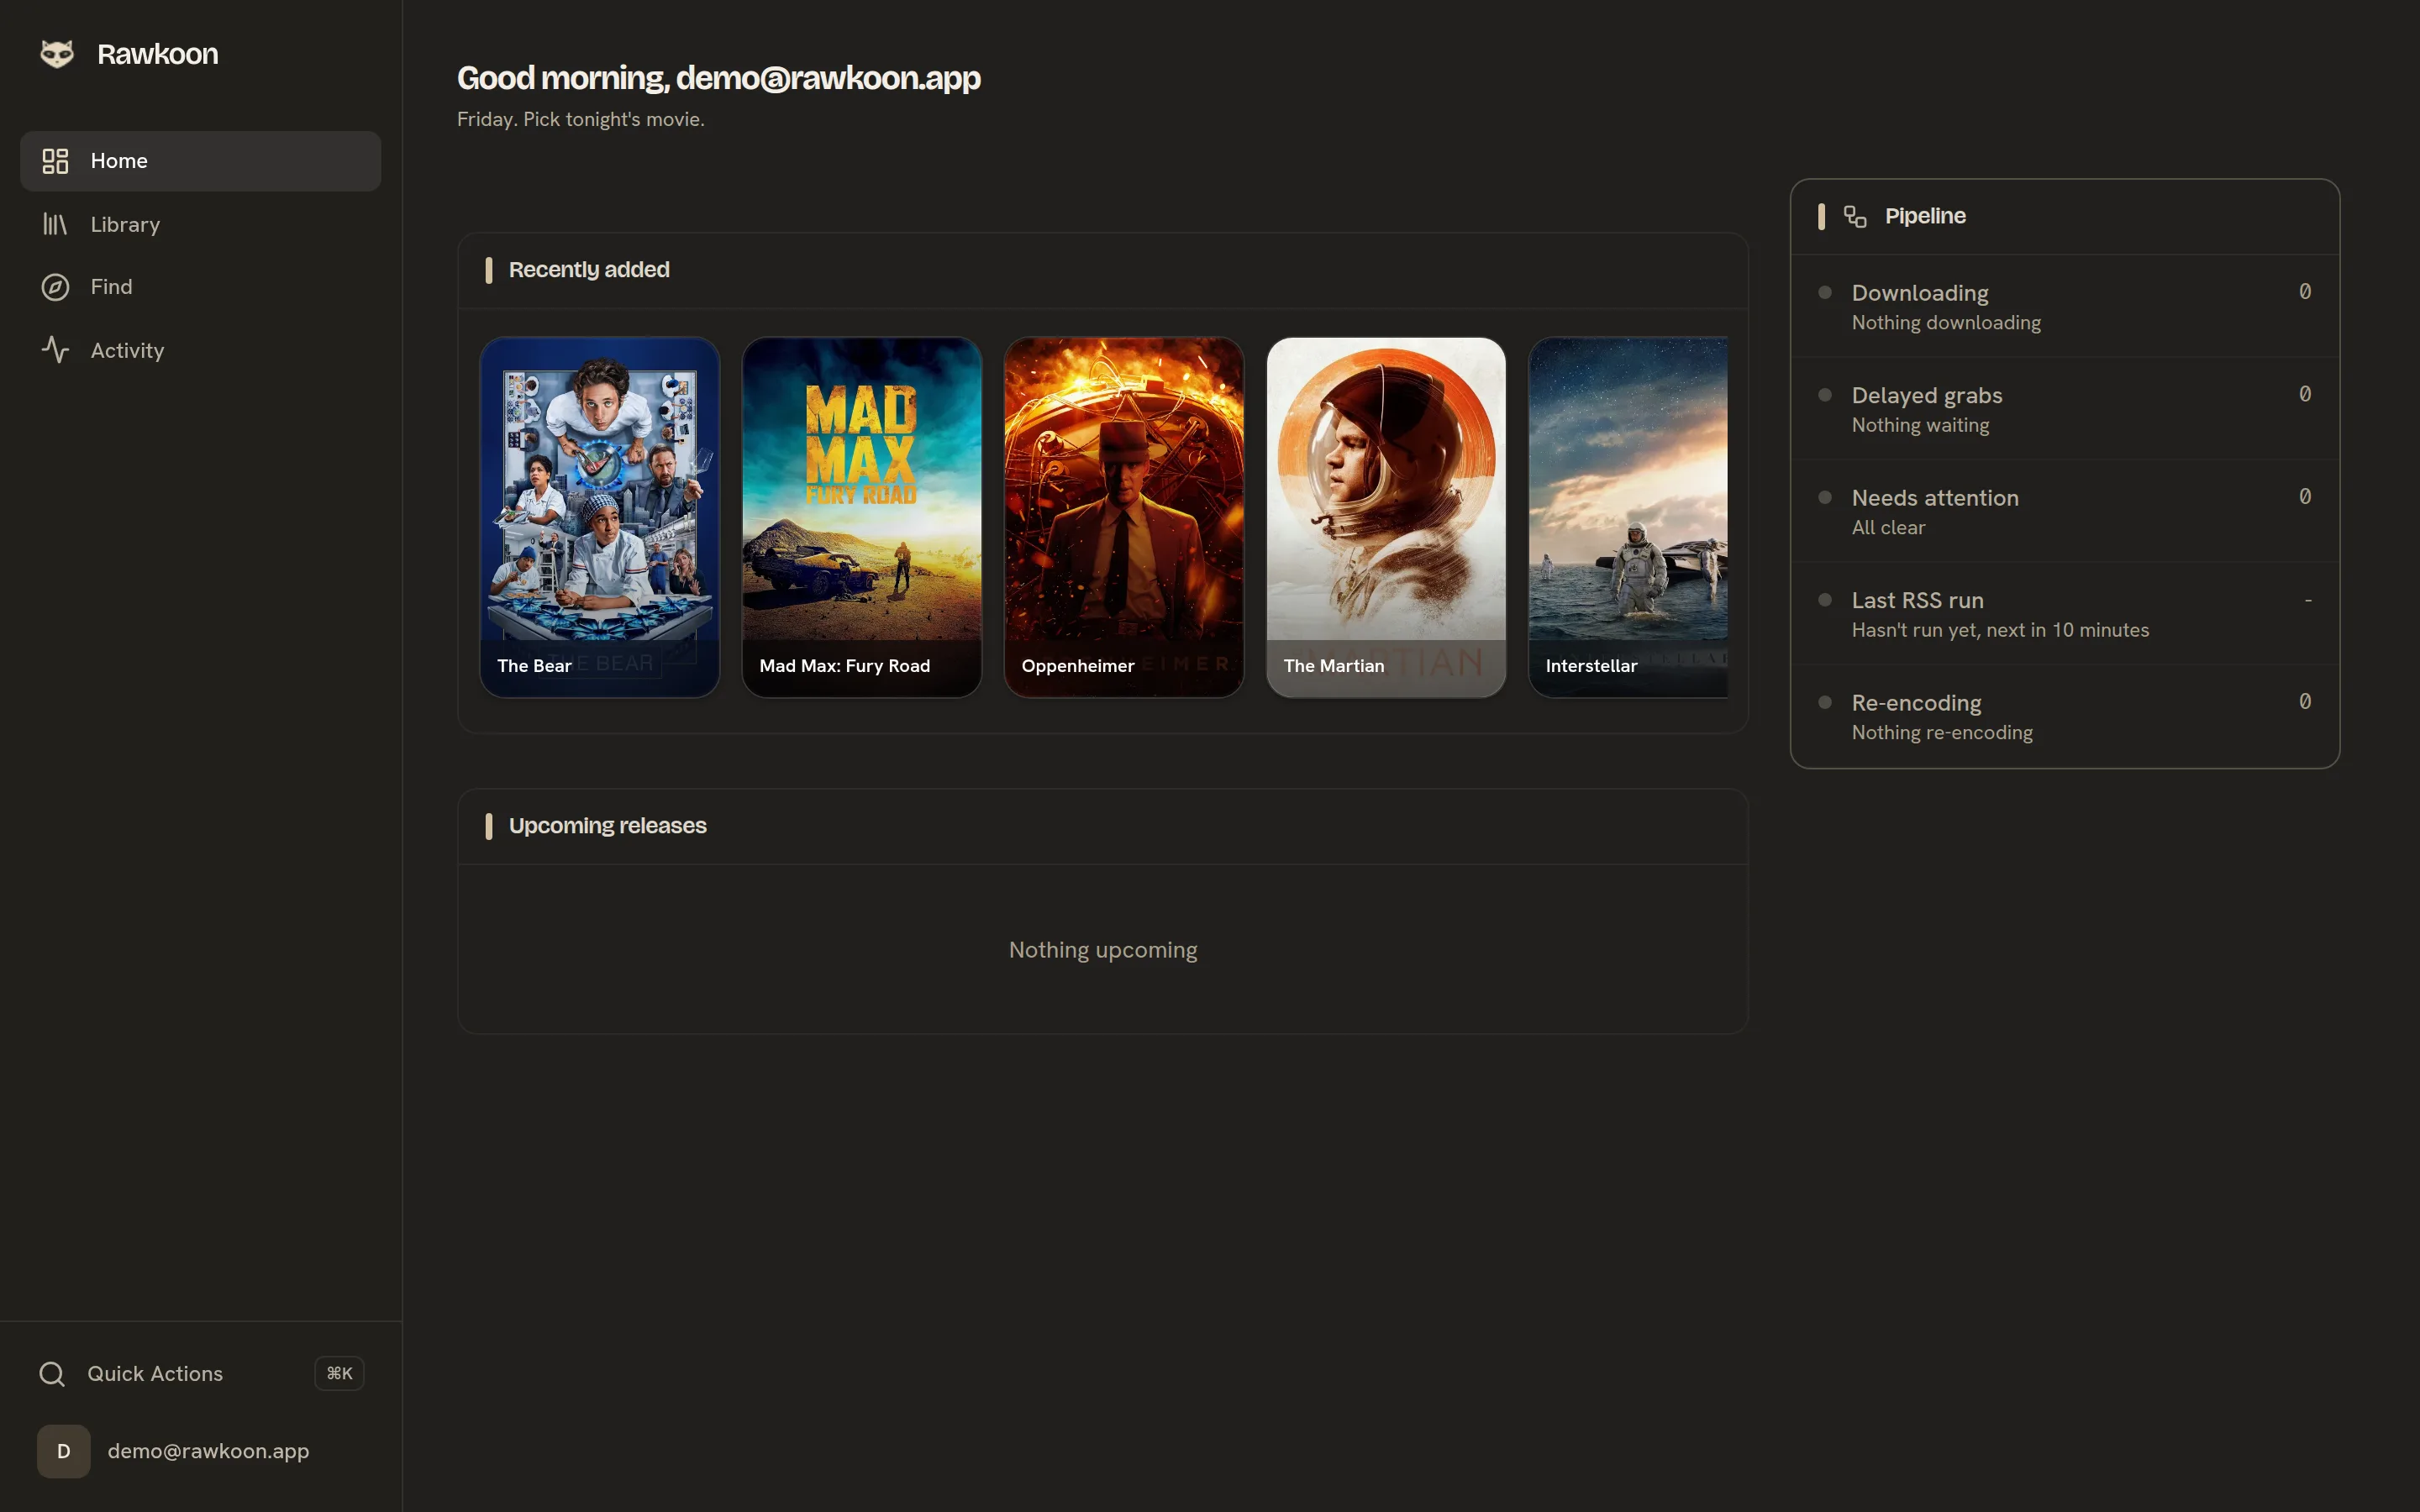 Rawkoon
Home
Library
Find
Activity
Quick Actions
⌘K
D
demo@rawkoon.app
Good morning, demo@rawkoon.app
Friday. Pick tonight's movie.
Recently added
THE BEAR
The Bear
MAD
MAX
FURY ROAD
Mad Max: Fury Road
Oppenheimer
The Martian
Interstellar
Upcoming releases
Nothing upcoming
Pipeline
Downloading
0
Nothing downloading
Delayed grabs
0
Nothing waiting
Needs attention
0
All clear
Last RSS run
-
Hasn't run yet, next in 10 minutes
Re-encoding
0
Nothing re-encoding